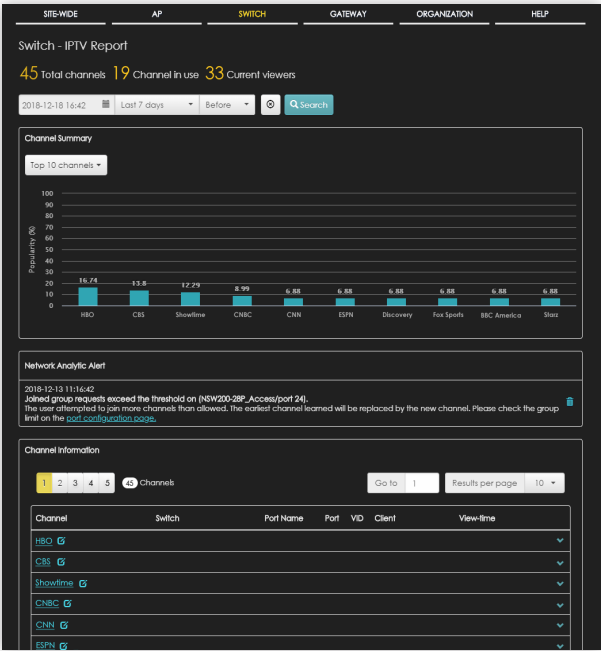 SITE-WIDE AP SWITCH GATEWAY ORGANIZATION HELP
Switch - IPTV Report
45 Total channels 19 Channel in use 33 Current viewers
2018-12-18 16:42 Last 7 days Before Search
Channel Summary
Top 10 channels
Popularity (%)
100
90
80
70
60
50
40
30
20
10
0
16.74 13.8 12.29 8.99 6.88 6.88 6.88 6.88 6.88 6.88
HBO CBS Showtime CNBC CNN ESPN Discovery Fox Sports BBC America Starz
Network Analytic Alert
2018-12-13 11:16:42
Joined group requests exceed the threshold on (NSW200-28P_Access/port 24).
The user attempted to join more channels than allowed. The earliest channel learned will be replaced by the new channel. Please check the group
limit on the port configuration page.
Channel Information
1 2 3 4 5 45 Channels Go to 1 Results per page 10
Channel Switch Port Name Port VID Client View-time
HBO
CBS
Showtime
CNBC
CNN
ESPN